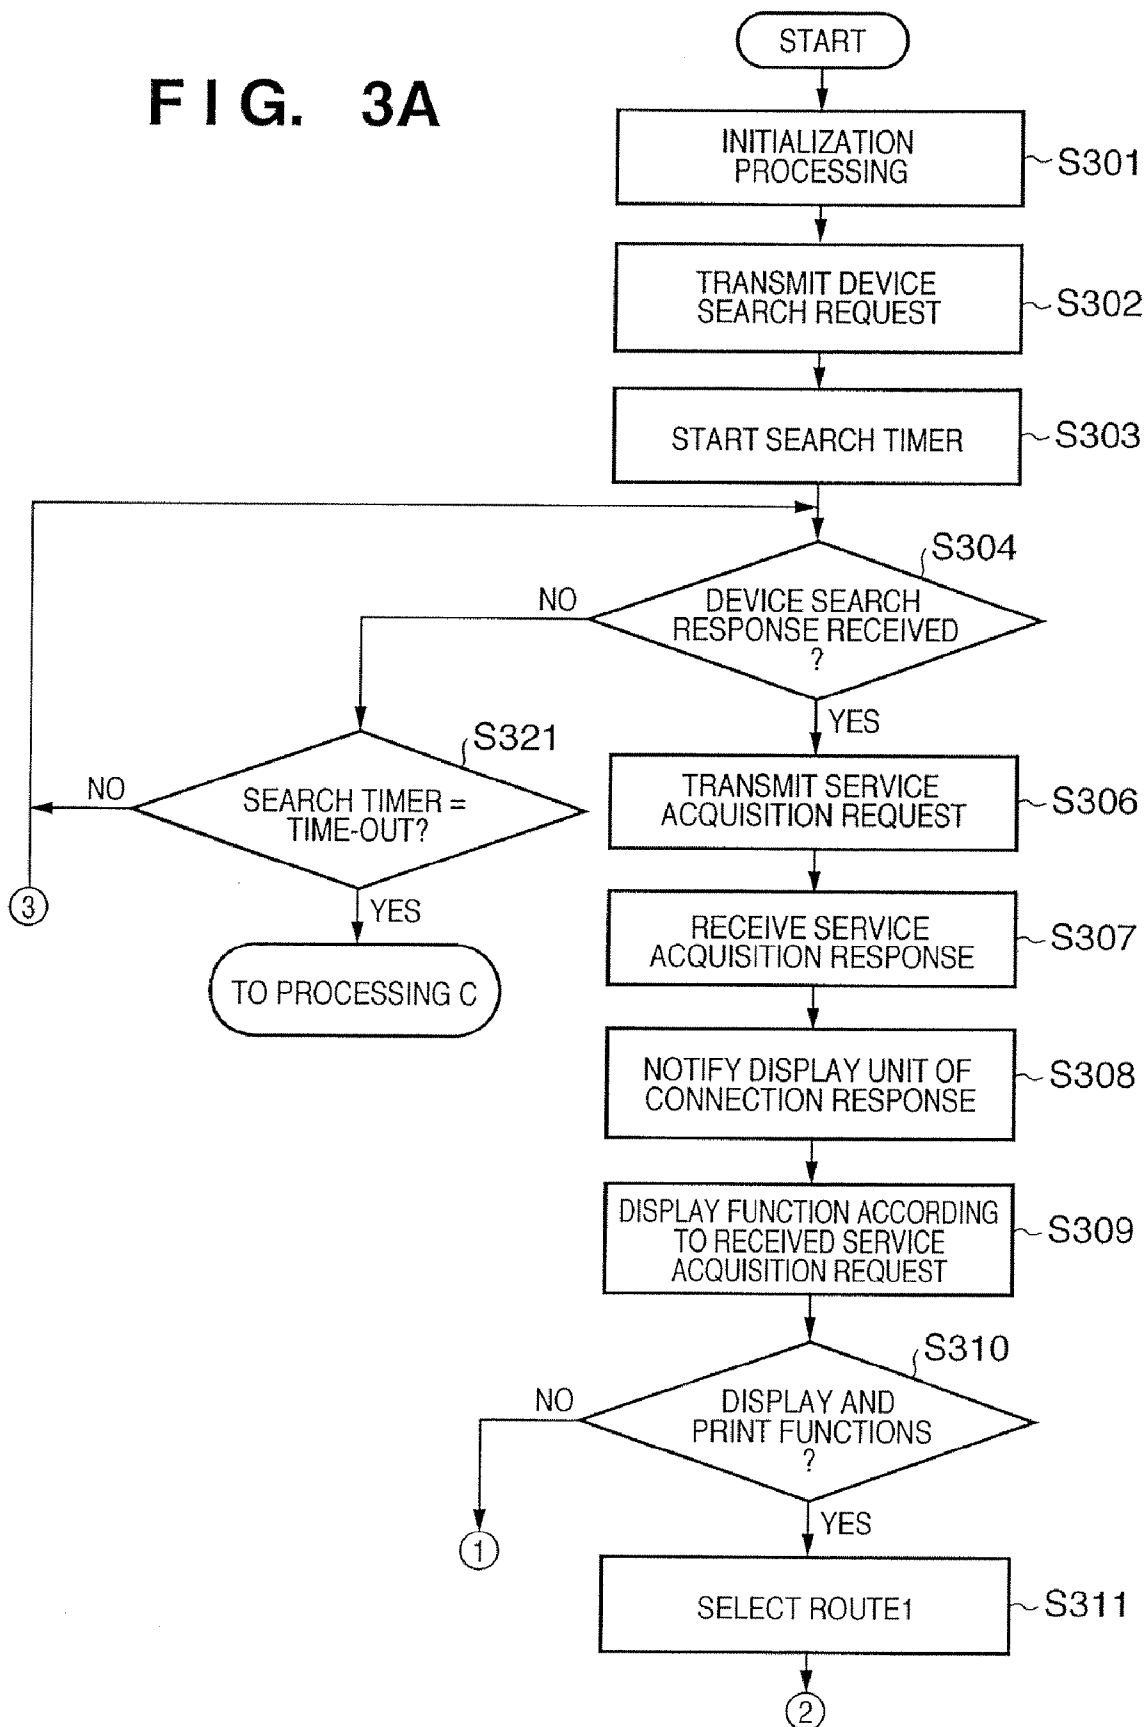 START
FIG. 3A
INITIALIZATION
PROCESSING
S301
TRANSMIT DEVICE
SEARCH REQUEST
S302
START SEARCH TIMER
S303
S304
NO
DEVICE SEARCH
RESPONSE RECEIVED
?
YES
S321
NO
SEARCH TIMER =
TIME-OUT?
TRANSMIT SERVICE
ACQUISITION REQUEST
S306
3
YES
RECEIVE SERVICE
ACQUISITION RESPONSE
S307
TO PROCESSING C
NOTIFY DISPLAY UNIT OF
CONNECTION RESPONSE
S308
DISPLAY FUNCTION ACCORDING
TO RECEIVED SERVICE
ACQUISITION REQUEST
S309
S310
NO
DISPLAY AND
PRINT FUNCTIONS
?
YES
1
SELECT ROUTE1
S311
2